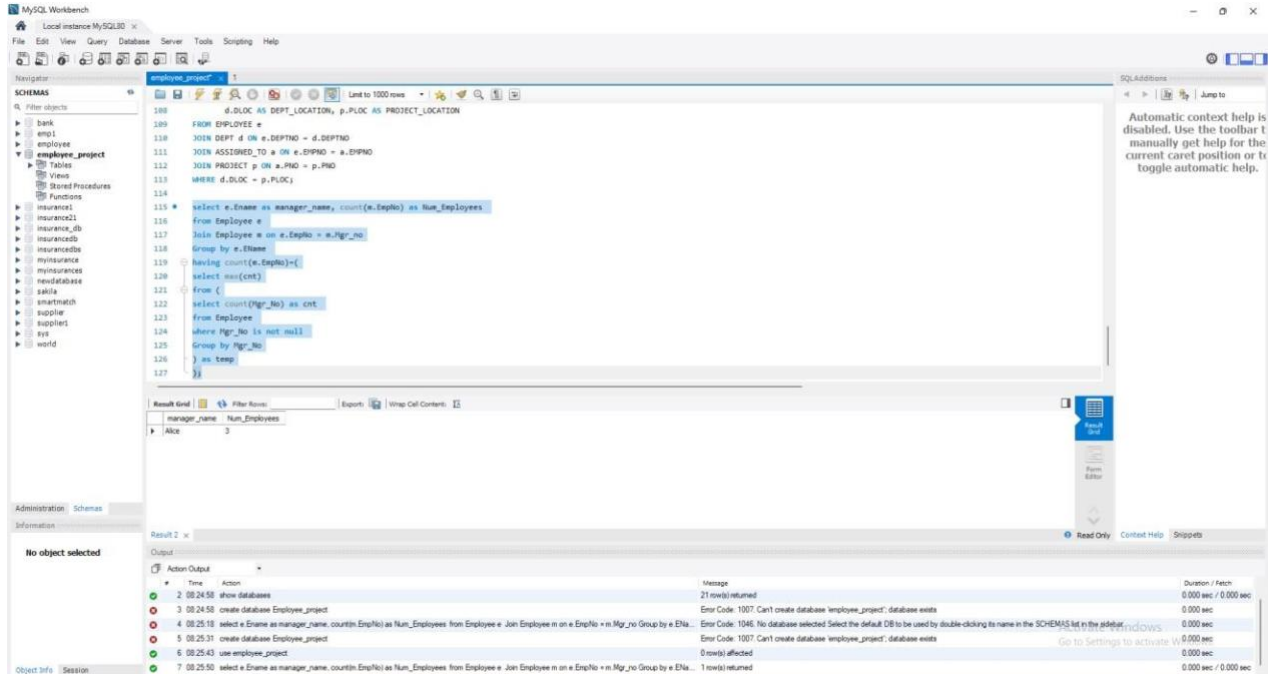 MySQL Workbench
Local instance MySQL80
File Edit View Query Database Server Tools Scripting Help
Navigator
SCHEMAS
Filter objects
bank
emp1
employee
employee_project
Tables
Views
Stored Procedures
Functions
insurance1
insurance21
insurance_db
insurancedb
insurancedbs
myinsurance
myinsurances
newdatabase
sakila
smartmatch
supplier
supplier1
sys
world
Administration Schemas
Information
No object selected
Object Info Session
employee_project*
Limit to 1000 rows
108 d.DLOC AS DEPT_LOCATION, p.PLOC AS PROJECT_LOCATION
109 FROM EMPLOYEE e
110 JOIN DEPT d ON e.DEPTNO = d.DEPTNO
111 JOIN ASSIGNED_TO a ON e.EMPNO = a.EMPNO
112 JOIN PROJECT p ON a.PNO = p.PNO
113 WHERE d.DLOC = p.PLOC;
114
115 select e.Ename as manager_name, count(m.EmpNo) as Num_Employees
116 from Employee e
117 Join Employee m on e.EmpNo = m.Mgr_no
118 Group by e.EName
119 having count(m.EmpNo)=(
120 select max(cnt)
121 from (
122 select count(Mgr_No) as cnt
123 from Employee
124 where Mgr_No is not null
125 Group by Mgr_No
126 ) as temp
127 );
Result Grid Filter Rows: Export: Wrap Cell Content:
manager_name Num_Employees
Alice 3
Result Grid
Form Editor
Result 2 Read Only
Output
Action Output
# Time Action Message Duration / Fetch
2 08:24:58 show databases 21 row(s) returned 0.000 sec / 0.000 sec
3 08:24:58 create database Employee_project Error Code: 1007. Can't create database 'employee_project'; database exists 0.000 sec
4 08:25:18 select e.Ename as manager_name, count(m.EmpNo) as Num_Employees from Employee e Join Employee m on e.EmpNo = m.Mgr_no Group by e.ENa... Error Code: 1046. No database selected Select the default DB to be used by double-clicking its name in the SCHEMAS list in the sidebar.
5 08:25:31 create database Employee_project Error Code: 1007. Can't create database 'employee_project'; database exists 0.000 sec
6 08:25:43 use employee_project 0 row(s) affected 0.000 sec
7 08:25:50 select e.Ename as manager_name, count(m.EmpNo) as Num_Employees from Employee e Join Employee m on e.EmpNo = m.Mgr_no Group by e.ENa... 1 row(s) returned 0.000 sec / 0.000 sec
SQLAdditions
Jump to
Automatic context help is
disabled. Use the toolbar t
manually get help for the
current caret position or to
toggle automatic help.
Context Help Snippets
Activate Windows
Go to Settings to activate